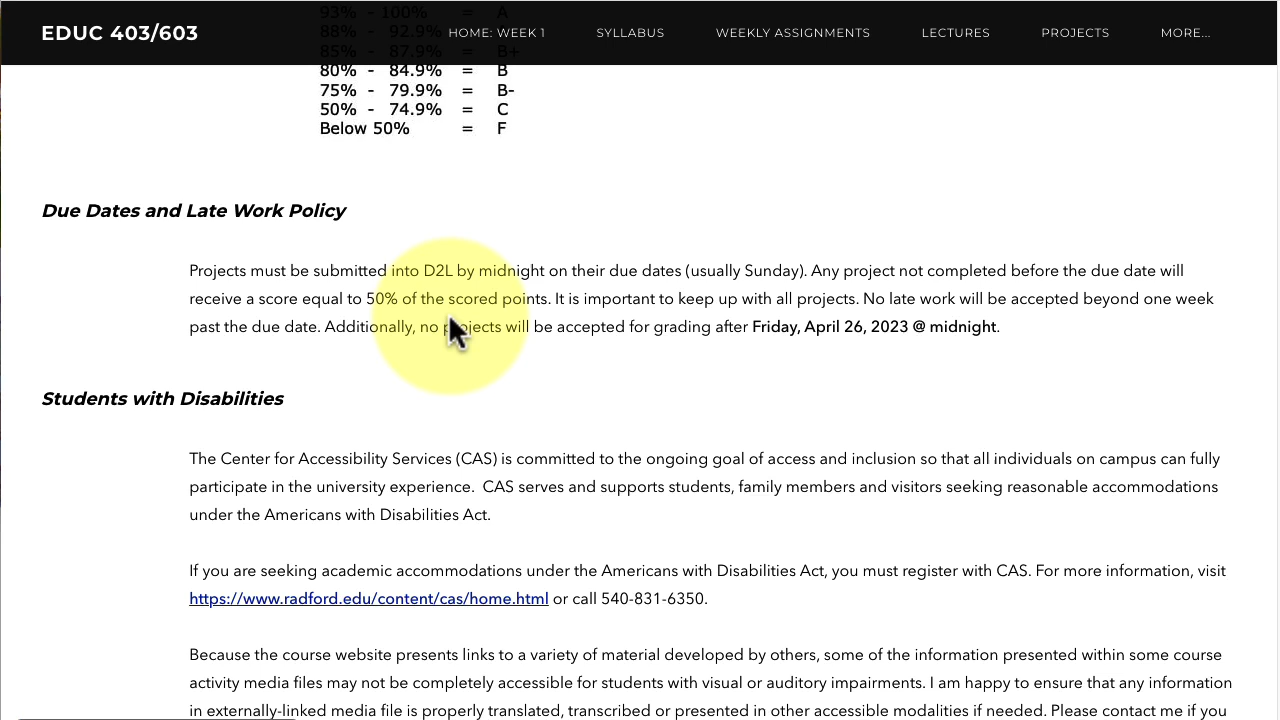 93% - 100% = A
EDUC 403/603
HOME: WEEK 1 SYLLABUS WEEKLY ASSIGNMENTS LECTURES PROJECTS MORE...
88% - 92.9%
85% - 87.9% = B+
80% - 84.9% = B
75% - 79.9% = B-
50% - 74.9% = C
Below 50% = F
Due Dates and Late Work Policy
Projects must be submitted into D2L by midnight on their due dates (usually Sunday). Any project not completed before the due date will
receive a score equal to 50% of the scored points. It is important to keep up with all projects. No late work will be accepted beyond one week
past the due date. Additionally, no projects will be accepted for grading after Friday, April 26, 2023 @ midnight.
Students with Disabilities
The Center for Accessibility Services (CAS) is committed to the ongoing goal of access and inclusion so that all individuals on campus can fully
participate in the university experience.  CAS serves and supports students, family members and visitors seeking reasonable accommodations
under the Americans with Disabilities Act.
If you are seeking academic accommodations under the Americans with Disabilities Act, you must register with CAS. For more information, visit
https://www.radford.edu/content/cas/home.html or call 540-831-6350.
Because the course website presents links to a variety of material developed by others, some of the information presented within some course
activity media files may not be completely accessible for students with visual or auditory impairments. I am happy to ensure that any information
in externally-linked media file is properly translated, transcribed or presented in other accessible modalities if needed. Please contact me if you